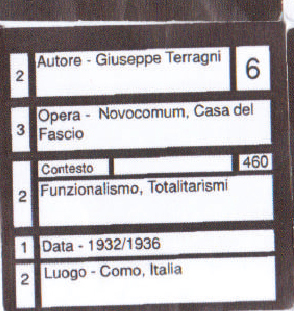 2 Autore - Giuseppe Terragni 6
3 Opera - Novocomum, Casa del
Fascio
Contesto 460
2 Funzionalismo, Totalitarismi
1 Data - 1932/1936
2 Luogo - Como, Italia